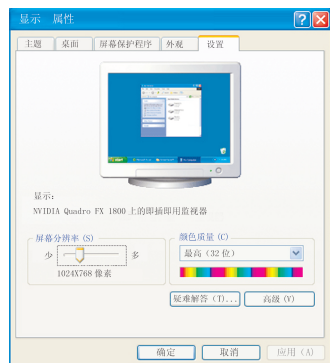 显示 属性
主题 桌面 屏幕保护程序 外观 设置
显示:
NVIDIA Quadro FX 1800 上的即插即用监视器
屏幕分辨率 (S)
少 多
1024X768 像素
颜色质量 (C)
最高 (32 位)
疑难解答 (T)... 高级 (V)
确定 取消 应用 (A)